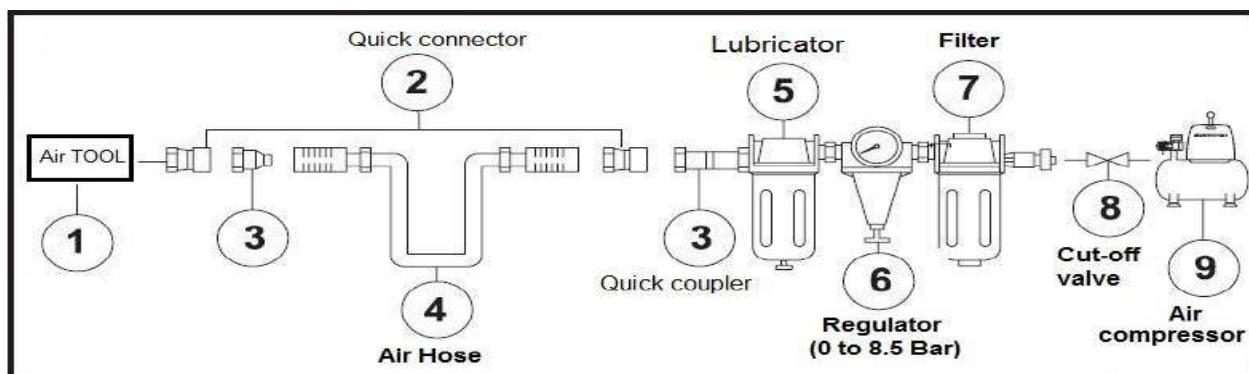 Quick connector
2
Lubricator
5
Filter
7
Air TOOL
1
3
4
Air Hose
3
Quick coupler
6
Regulator
(0 to 8.5 Bar)
8
Cut-off
valve
9
Air
compressor